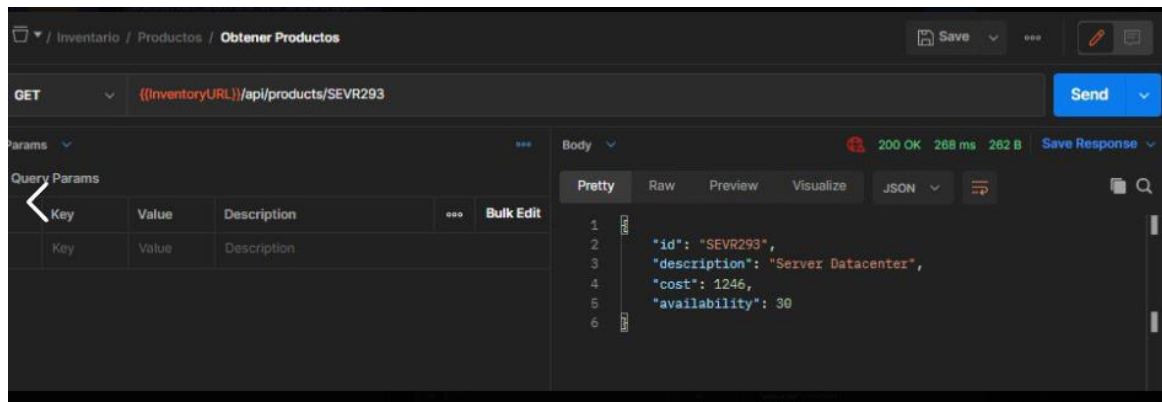 / Inventario / Productos / Obtener Productos
Save
GET {{InventoryURL}}/api/products/SEVR293 Send
Params
Body 200 OK 268 ms 262 B Save Response
Query Params
Pretty Raw Preview Visualize JSON
Key Value Description Bulk Edit
Key Value Description
1 {
2 "id": "SEVR293",
3 "description": "Server Datacenter",
4 "cost": 1246,
5 "availability": 30
6 }